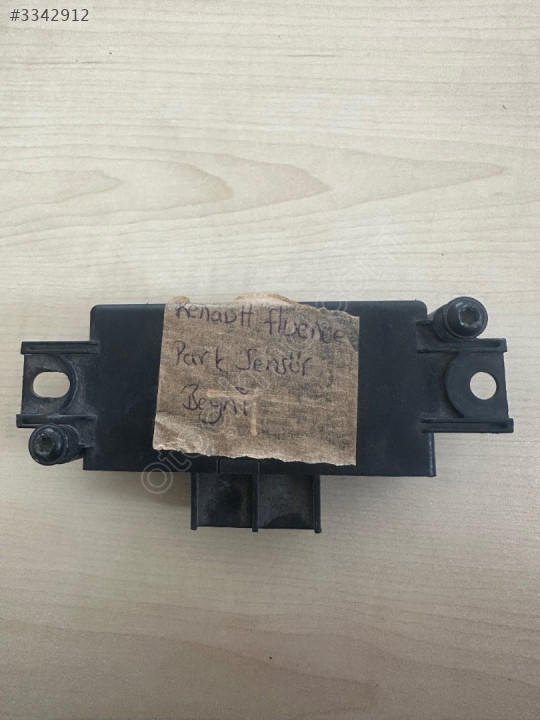 #3342912
Renault fluence
Park Sensör
Beyni